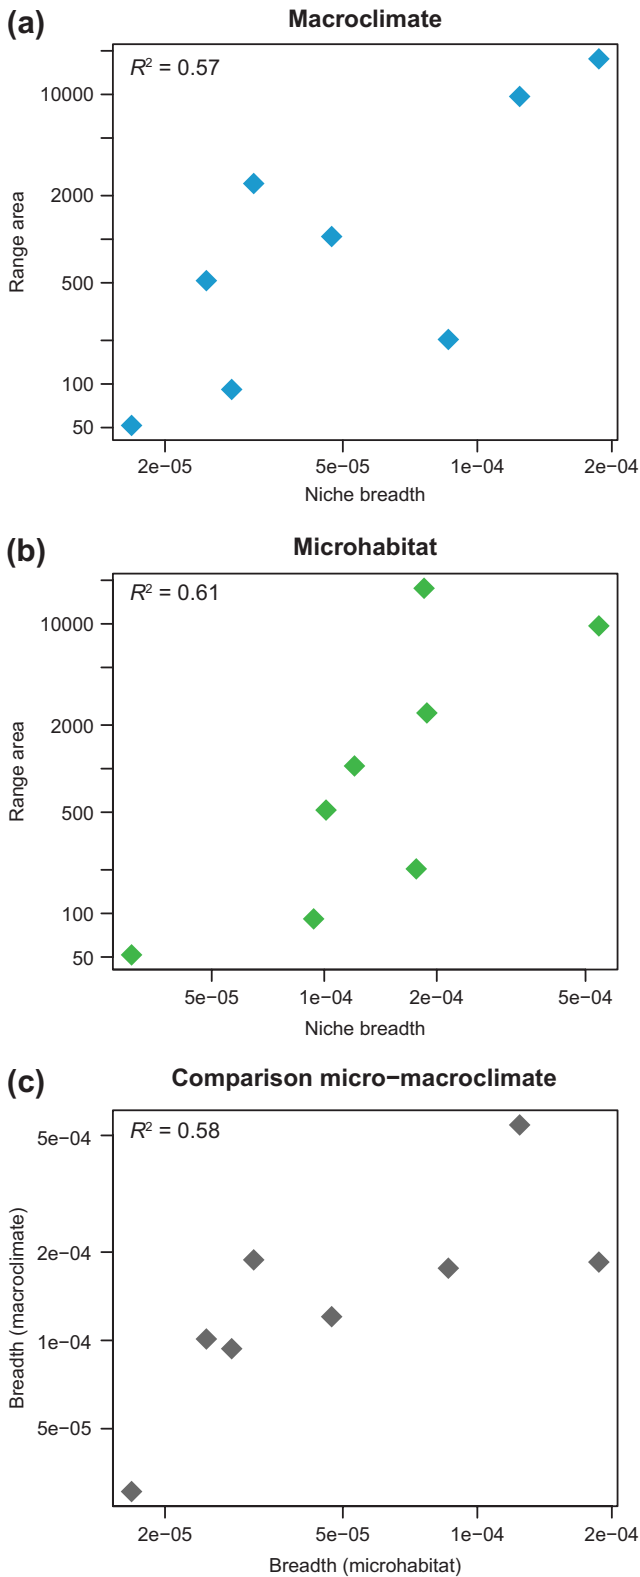 (a) Macroclimate
R² = 0.57
10000
2000
500
100
50
Range area
2e−05 5e−05 1e−04 2e−04
Niche breadth
(b) Microhabitat
R² = 0.61
10000
2000
500
100
50
Range area
5e−05 1e−04 2e−04 5e−04
Niche breadth
(c) Comparison micro−macroclimate
R² = 0.58
5e−04
2e−04
1e−04
5e−05
Breadth (macroclimate)
2e−05 5e−05 1e−04 2e−04
Breadth (microhabitat)